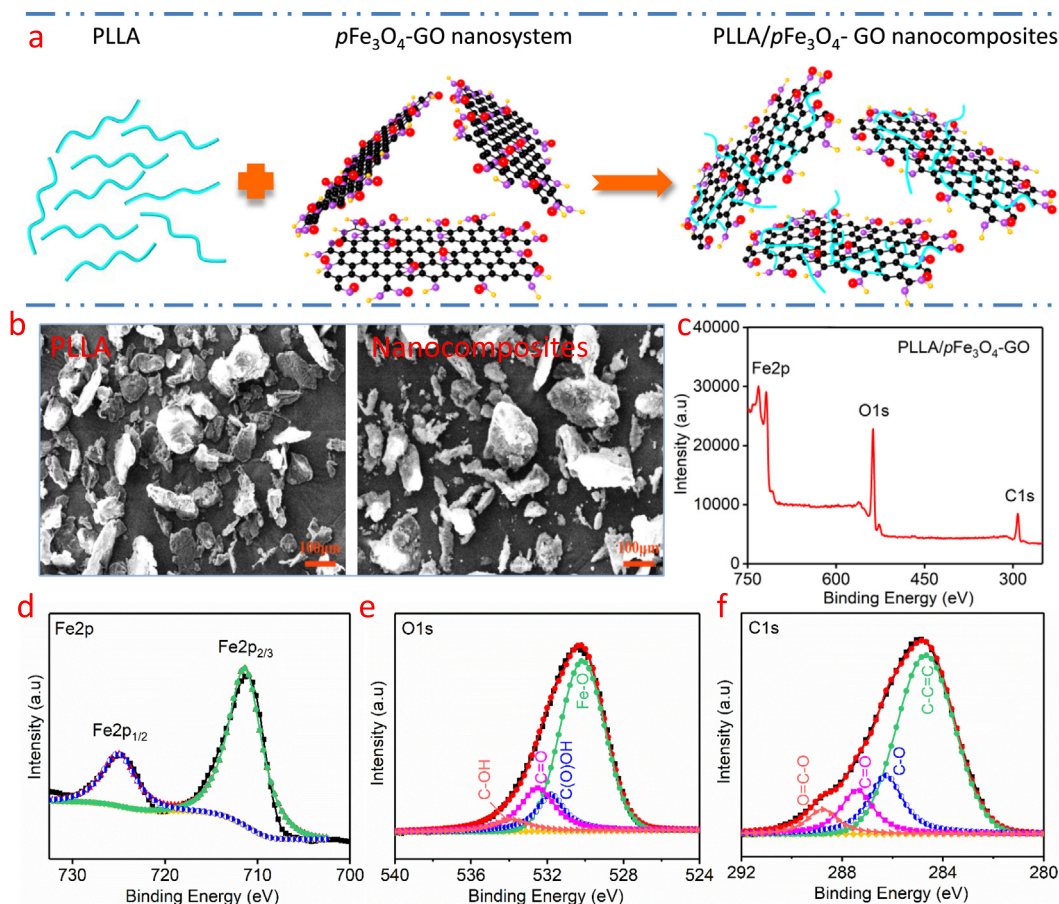 a
PLLA
pFe₃O₄-GO nanosystem
PLLA/pFe₃O₄- GO nanocomposites
b
PLLA
100μm
Nanocomposites
100μm
c
PLLA/pFe₃O₄-GO
Fe2p
O1s
C1s
Intensity (a.u)
40000
30000
20000
10000
0
750
600
450
300
Binding Energy (eV)
d
Fe2p
Fe2p₂/₃
Fe2p₁/₂
Intensity (a.u)
730
720
710
700
Binding Energy (eV)
e
O1s
Fe-O
C-OH
C=O
C(O)OH
Intensity (a.u)
540
536
532
528
524
Binding Energy (eV)
f
C1s
C-C=C
O=C-O
C=O
C-O
Intensity (a.u)
292
288
284
280
Binding Energy (eV)